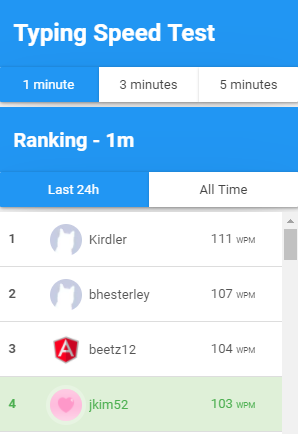 Typing Speed Test
1 minute 3 minutes 5 minutes
Ranking - 1m
Last 24h All Time
1 Kirdler 111 WPM
2 bhesterley 107 WPM
3 A beetz12 104 WPM
4 jkim52 103 WPM